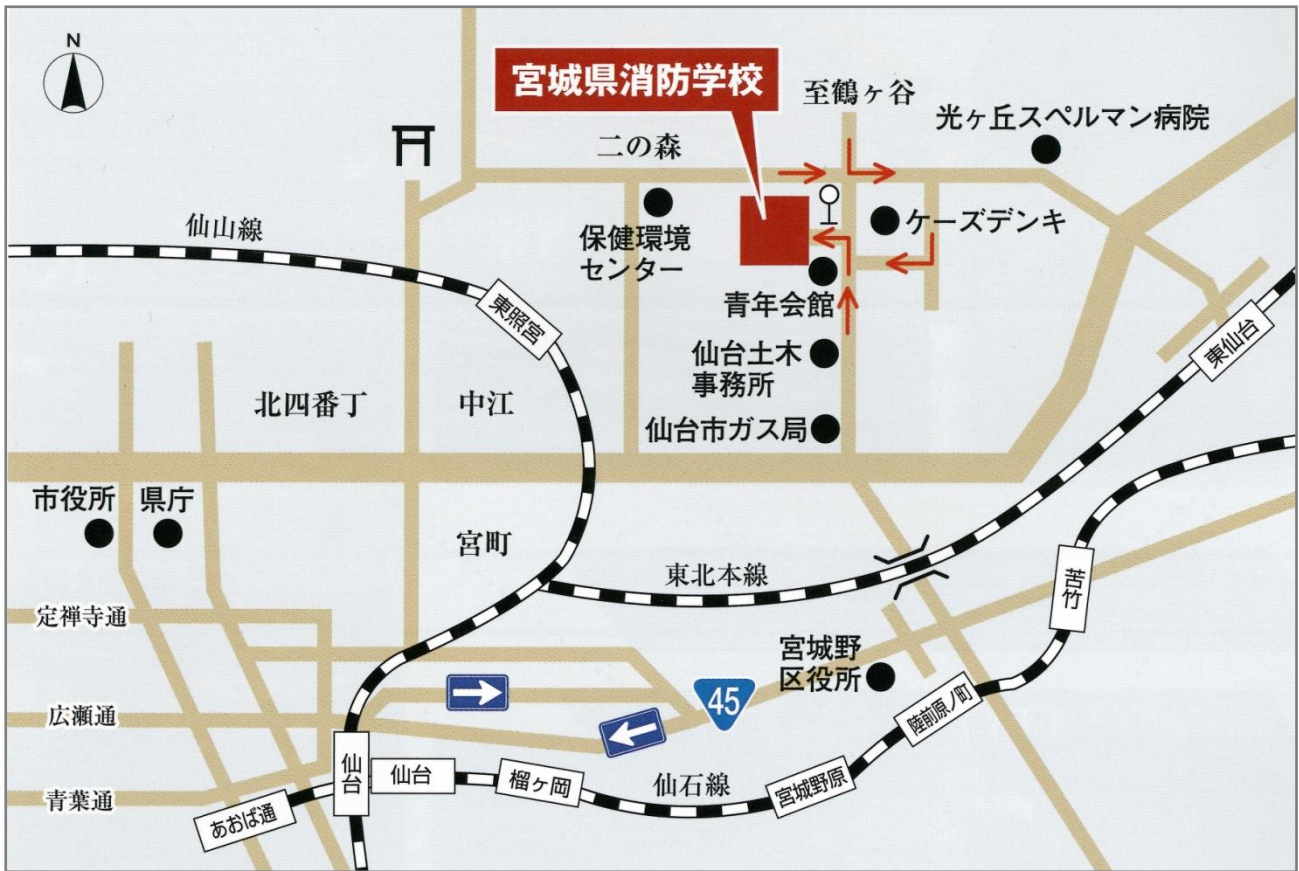 N
宮城県消防学校
至鶴ヶ谷
光ヶ丘スペルマン病院
二の森
仙山線
保健環境
センター
ケーズデンキ
青年会館
東照宮
仙台土木
事務所
東仙台
北四番丁
中江
仙台市ガス局
市役所
県庁
宮町
東北本線
苦竹
定禅寺通
宮城野
区役所
広瀬通
45
陸前原ノ町
仙台
仙台
榴ヶ岡
仙石線
宮城野原
青葉通
あおば通